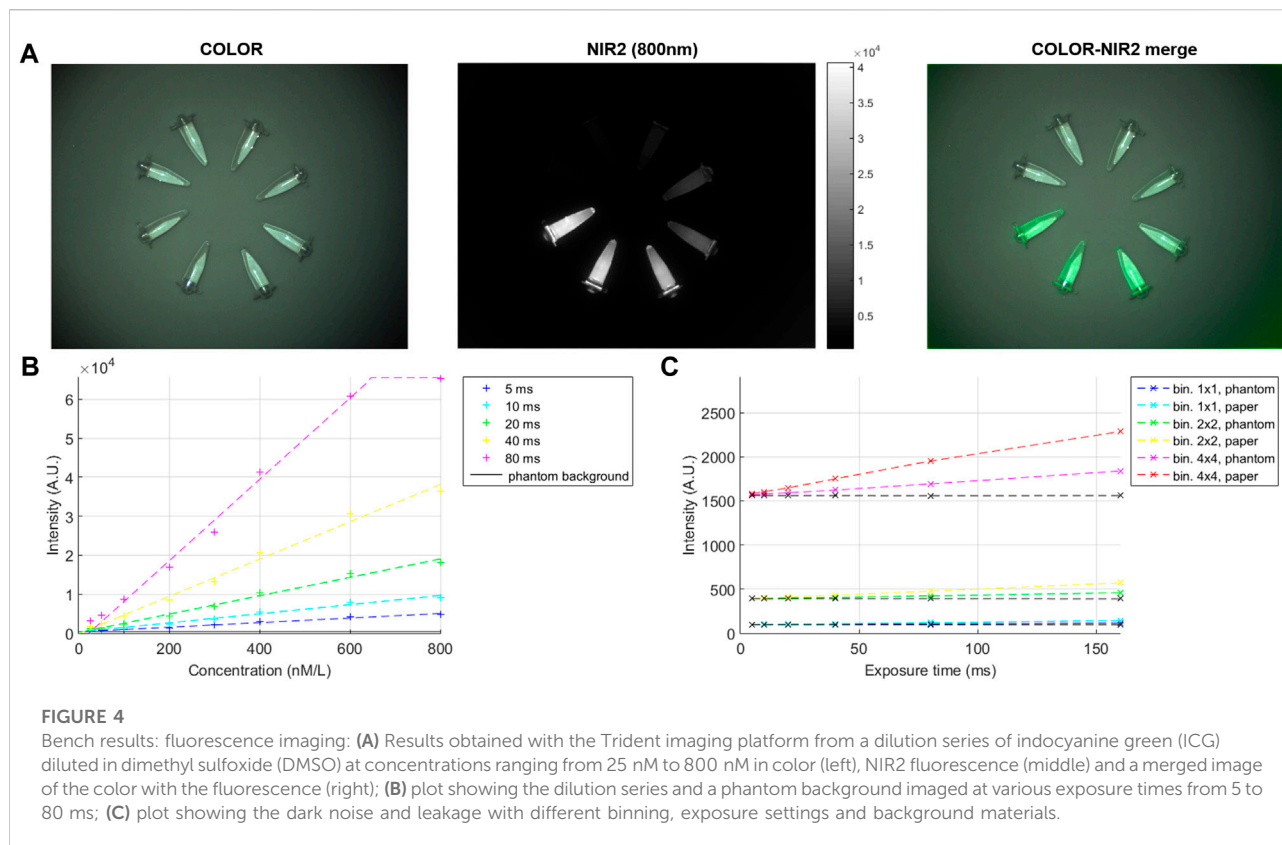 A
COLOR
NIR2 (800nm)
COLOR-NIR2 merge
×10⁴
4
3.5
3
2.5
2
1.5
1
0.5
B
×10⁴
6
5
4
3
2
1
0
Intensity (A.U.)
200
400
600
800
Concentration (nM/L)
5 ms
10 ms
20 ms
40 ms
80 ms
phantom background
C
2500
2000
1500
1000
500
0
Intensity (A.U.)
0
50
100
150
Exposure time (ms)
bin. 1x1, phantom
bin. 1x1, paper
bin. 2x2, phantom
bin. 2x2, paper
bin. 4x4, phantom
bin. 4x4, paper
FIGURE 4
Bench results: fluorescence imaging: (A) Results obtained with the Trident imaging platform from a dilution series of indocyanine green (ICG)
diluted in dimethyl sulfoxide (DMSO) at concentrations ranging from 25 nM to 800 nM in color (left), NIR2 fluorescence (middle) and a merged image
of the color with the fluorescence (right); (B) plot showing the dilution series and a phantom background imaged at various exposure times from 5 to
80 ms; (C) plot showing the dark noise and leakage with different binning, exposure settings and background materials.